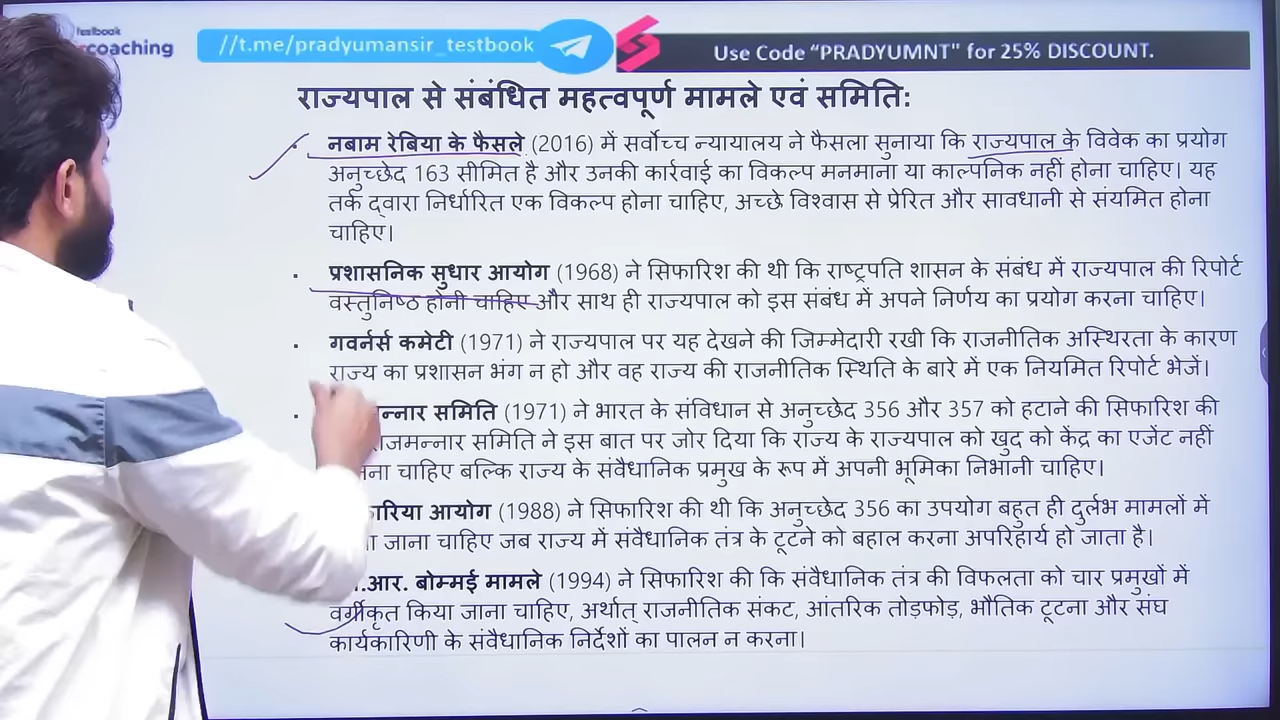 testbook
coaching
//t.me/pradyumansir_testbook
Use Code “PRADYUMNT" for 25% DISCOUNT.
राज्यपाल से संबंधित महत्वपूर्ण मामले एवं समिति:
नबाम रेबिया के फैसले (2016) में सर्वोच्च न्यायालय ने फैसला सुनाया कि राज्यपाल के विवेक का प्रयोग
अनुच्छेद 163 सीमित है और उनकी कार्रवाई का विकल्प मनमाना या काल्पनिक नहीं होना चाहिए। यह
तर्क द्वारा निर्धारित एक विकल्प होना चाहिए, अच्छे विश्वास से प्रेरित और सावधानी से संयमित होना
चाहिए।
प्रशासनिक सुधार आयोग (1968) ने सिफारिश की थी कि राष्ट्रपति शासन के संबंध में राज्यपाल की रिपोर्ट
वस्तुनिष्ठ होनी चाहिए और साथ ही राज्यपाल को इस संबंध में अपने निर्णय का प्रयोग करना चाहिए।
गवर्नर्स कमेटी (1971) ने राज्यपाल पर यह देखने की जिम्मेदारी रखी कि राजनीतिक अस्थिरता के कारण
राज्य का प्रशासन भंग न हो और वह राज्य की राजनीतिक स्थिति के बारे में एक नियमित रिपोर्ट भेजें।
समिति (1971) ने भारत के संविधान से अनुच्छेद 356 और 357 को हटाने की सिफारिश की
समिति ने इस बात पर जोर दिया कि राज्य के राज्यपाल को खुद को केंद्र का एजेंट नहीं
चाहिए बल्कि राज्य के संवैधानिक प्रमुख के रूप में अपनी भूमिका निभानी चाहिए।
आयोग (1988) ने सिफारिश की थी कि अनुच्छेद 356 का उपयोग बहुत ही दुर्लभ मामलों में
जाना चाहिए जब राज्य में संवैधानिक तंत्र के टूटने को बहाल करना अपरिहार्य हो जाता है।
.आर. बोम्मई मामले (1994) ने सिफारिश की कि संवैधानिक तंत्र की विफलता को चार प्रमुखों में
वर्गीकृत किया जाना चाहिए, अर्थात् राजनीतिक संकट, आंतरिक तोड़फोड़, भौतिक टूटना और संघ
कार्यकारिणी के संवैधानिक निर्देशों का पालन न करना।